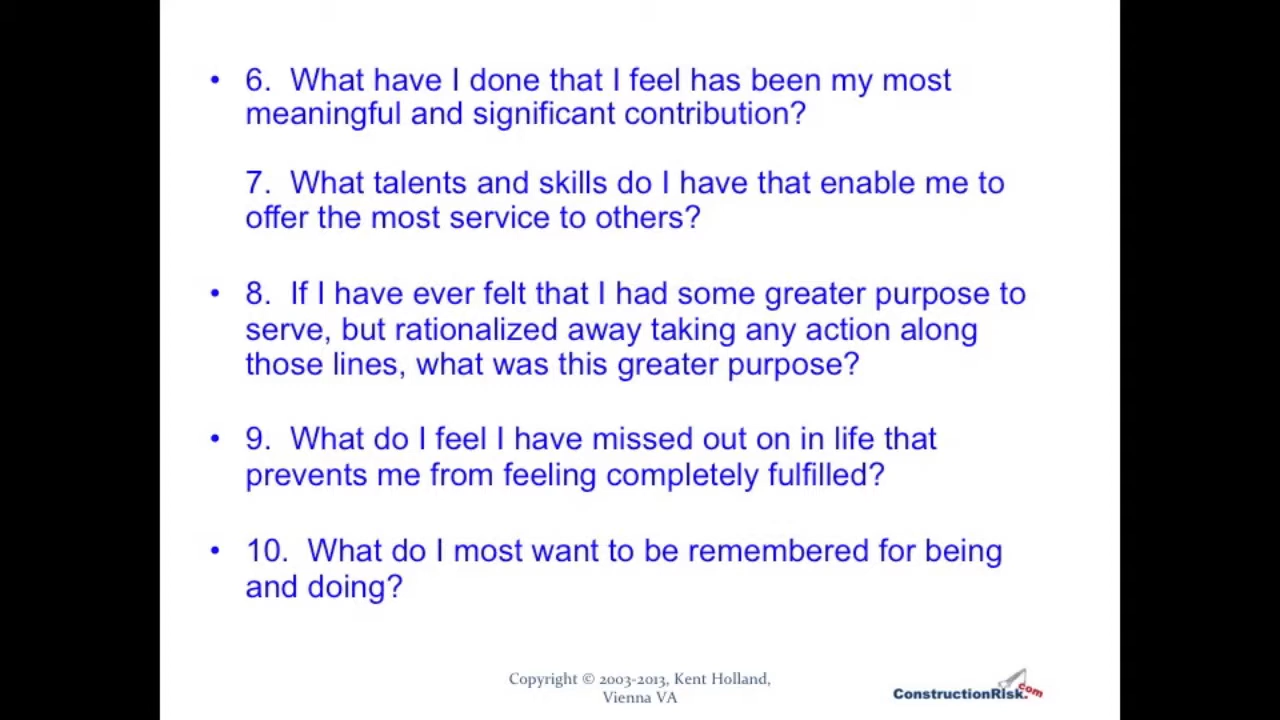 • 6.  What have I done that I feel has been my most
meaningful and significant contribution?
7.  What talents and skills do I have that enable me to
offer the most service to others?
• 8.  If I have ever felt that I had some greater purpose to
serve, but rationalized away taking any action along
those lines, what was this greater purpose?
• 9.  What do I feel I have missed out on in life that
prevents me from feeling completely fulfilled?
• 10.  What do I most want to be remembered for being
and doing?
Copyright © 2003-2013, Kent Holland,
Vienna VA
ConstructionRisk.com